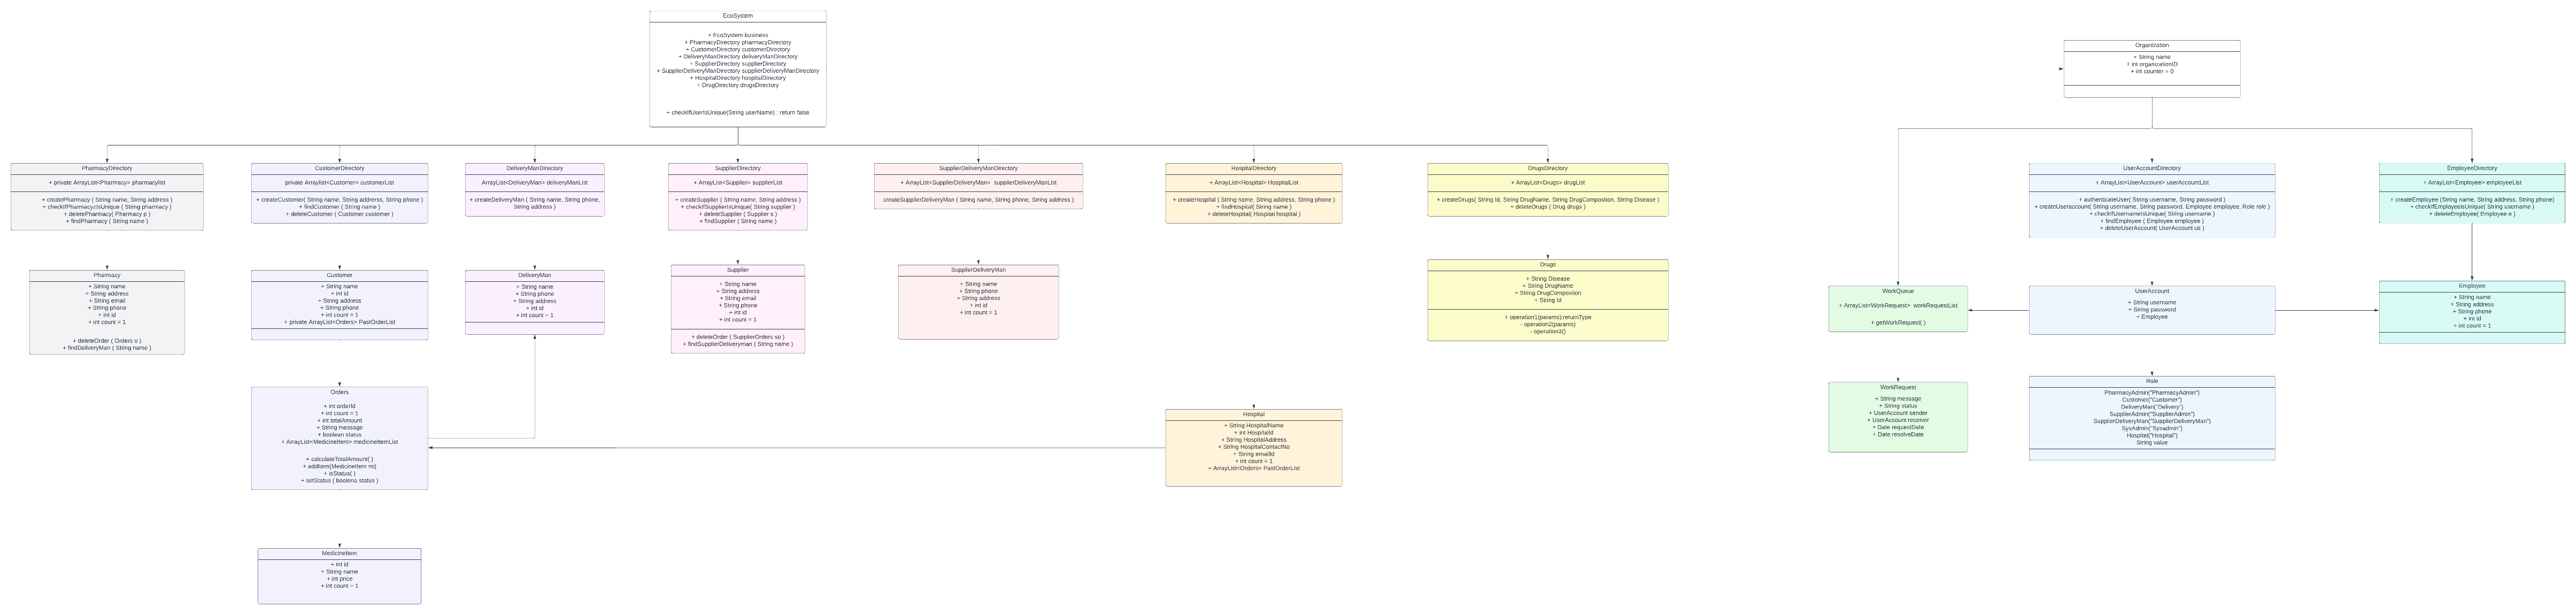 EcoSystem
+ EcoSystem business
+ PharmacyDirectory pharmacyDirectory
+ CustomerDirectory customerDirectory
+ DeliveryManDirectory deliveryManDirectory
+ SupplierDirectory supplierDirectory
+ SupplierDeliveryManDirectory supplierDeliveryManDirectory
+ HospitalDirectory hospitalDirectory
+ DrugDirectory drugsDirectory
+ checkIfUserIsUnique(String userName) : return false
Organization
+ String name
+ int organizationID
+ int counter = 0
PharmacyDirectory
+ private ArrayList<Pharmacy> pharmacylist
+ createPharmacy ( String name, String address )
+ checkIfPharmacyIsUnique ( String pharmacy )
+ deletePharmacy( Pharmacy p )
+ findPharmacy ( String name )
CustomerDirectory
private Arraylist<Customer> customerList
+ createCustomer( String name, String address, String phone )
+ findCustomer ( String name )
+ deleteCustomer ( Customer customer )
DeliveryManDirectory
ArrayList<DeliveryMan> deliveryManList
+ createDeliveryMan ( String name, String phone,
String address )
SupplierDirectory
+ ArrayList<Supplier> supplierList
+ createSupplier ( String name, String address )
+ checkIfSupplierIsUnique( String supplier )
+ deleteSupplier ( Supplier s )
+ findSupplier ( String name )
SupplierDeliveryManDirectory
+ ArrayList<SupplierDeliveryMan> supplierDeliveryManList
createSupplierDeliveryMan ( String name, String phone, String address )
HospitalDirectory
+ ArrayList<Hospital> HospitalList
+ createHospital ( String name, String address, String phone )
+ findHospital( String name )
+ deleteHospital( Hospital hospital )
DrugsDirectory
+ ArrayList<Drugs> drugList
+ createDrugs( String Id, String DrugName, String DrugCompostion, String Disease )
+ deleteDrugs ( Drug drugs )
UserAccountDirectory
+ ArrayList<UserAccount> userAccountList
+ authenticateUser( String username, String password )
+ createUseraccount( String username, String password, Employee employee, Role role )
+ checkIfUsernameIsUnique( String username )
+ findEmployee ( Employee employee )
+ deleteUserAccount( UserAccount us )
EmployeeDirectory
+ ArrayList<Employee> employeeList
+ createEmployee (String name, String address, String phone)
+ checkIfEmployeeisUnique ( String username )
+ deleteEmployee( Employee e )
Pharmacy
+ String name
+ String address
+ String email
+ String phone
+ int id
+ int count = 1
+ deleteOrder ( Orders o )
+ findDeliveryMan ( String name )
Customer
+ String name
+ int id
+ String address
+ String phone
+ int count = 1
+ private ArrayList<Orders> PastOrderList
DeliveryMan
+ String name
+ String phone
+ String address
+ int id
+ int count = 1
Supplier
+ String name
+ String address
+ String email
+ String phone
+ int id
+ int count = 1
+ deleteOrder ( SupplierOrders so )
+ findSupplierDeliveryman ( String name )
SupplierDeliveryMan
+ String name
+ String phone
+ String address
+ int id
+ int count = 1
Drugs
+ String Disease
+ String DrugName
+ String DrugCompostion
+ String Id
+ operation1(params):returnType
- operation2(params)
- operation3()
WorkQueue
+ ArrayList<WorkRequest> workRequestList
+ getWorkRequest( )
UserAccount
+ String username
+ String password
+ Employee
Employee
+ String name
+ String address
+ String phone
+ int id
+ int count = 1
Orders
+ int orderId
+ int count = 1
+ int totalAmount
+ String message
+ boolean status
+ ArrayList<MedicineItem> medicineItemList
+ calculateTotalAmount( )
+ addItem(MedicineItem mi)
+ isStatus( )
+ setStatus ( boolena status )
Hospital
+ String HospitalName
+ int HospitalId
+ String HospitalAddress
+ String HospitalContactNo
+ String emailId
+ int count = 1
+ ArrayList<Orders> PastOrderList
WorkRequest
+ String message
+ String status
+ UserAccount sender
+ UserAccount receiver
+ Date requestDate
+ Date resolveDate
Role
PharmacyAdmin("PharmacyAdmin")
Customer("Customer")
DeliveryMan("Delivery")
SupplierAdmin("SupplierAdmin")
SupplierDeliveryMan("SupplierDeliveryMan")
SysAdmin("Sysadmin")
Hospital("Hospital")
String value
MedicineItem
+ int id
+ String name
+ int price
+ int count = 1